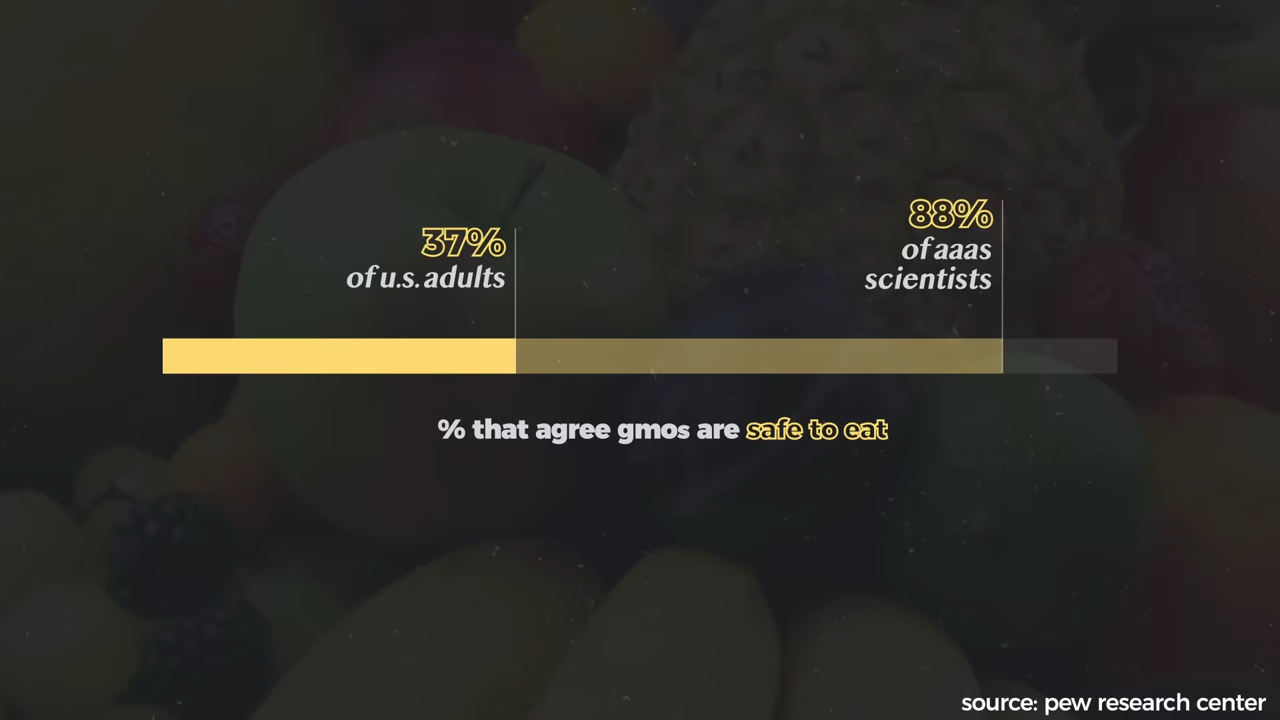 37%
of u.s. adults
88%
of aaas
scientists
% that agree gmos are safe to eat
source: pew research center